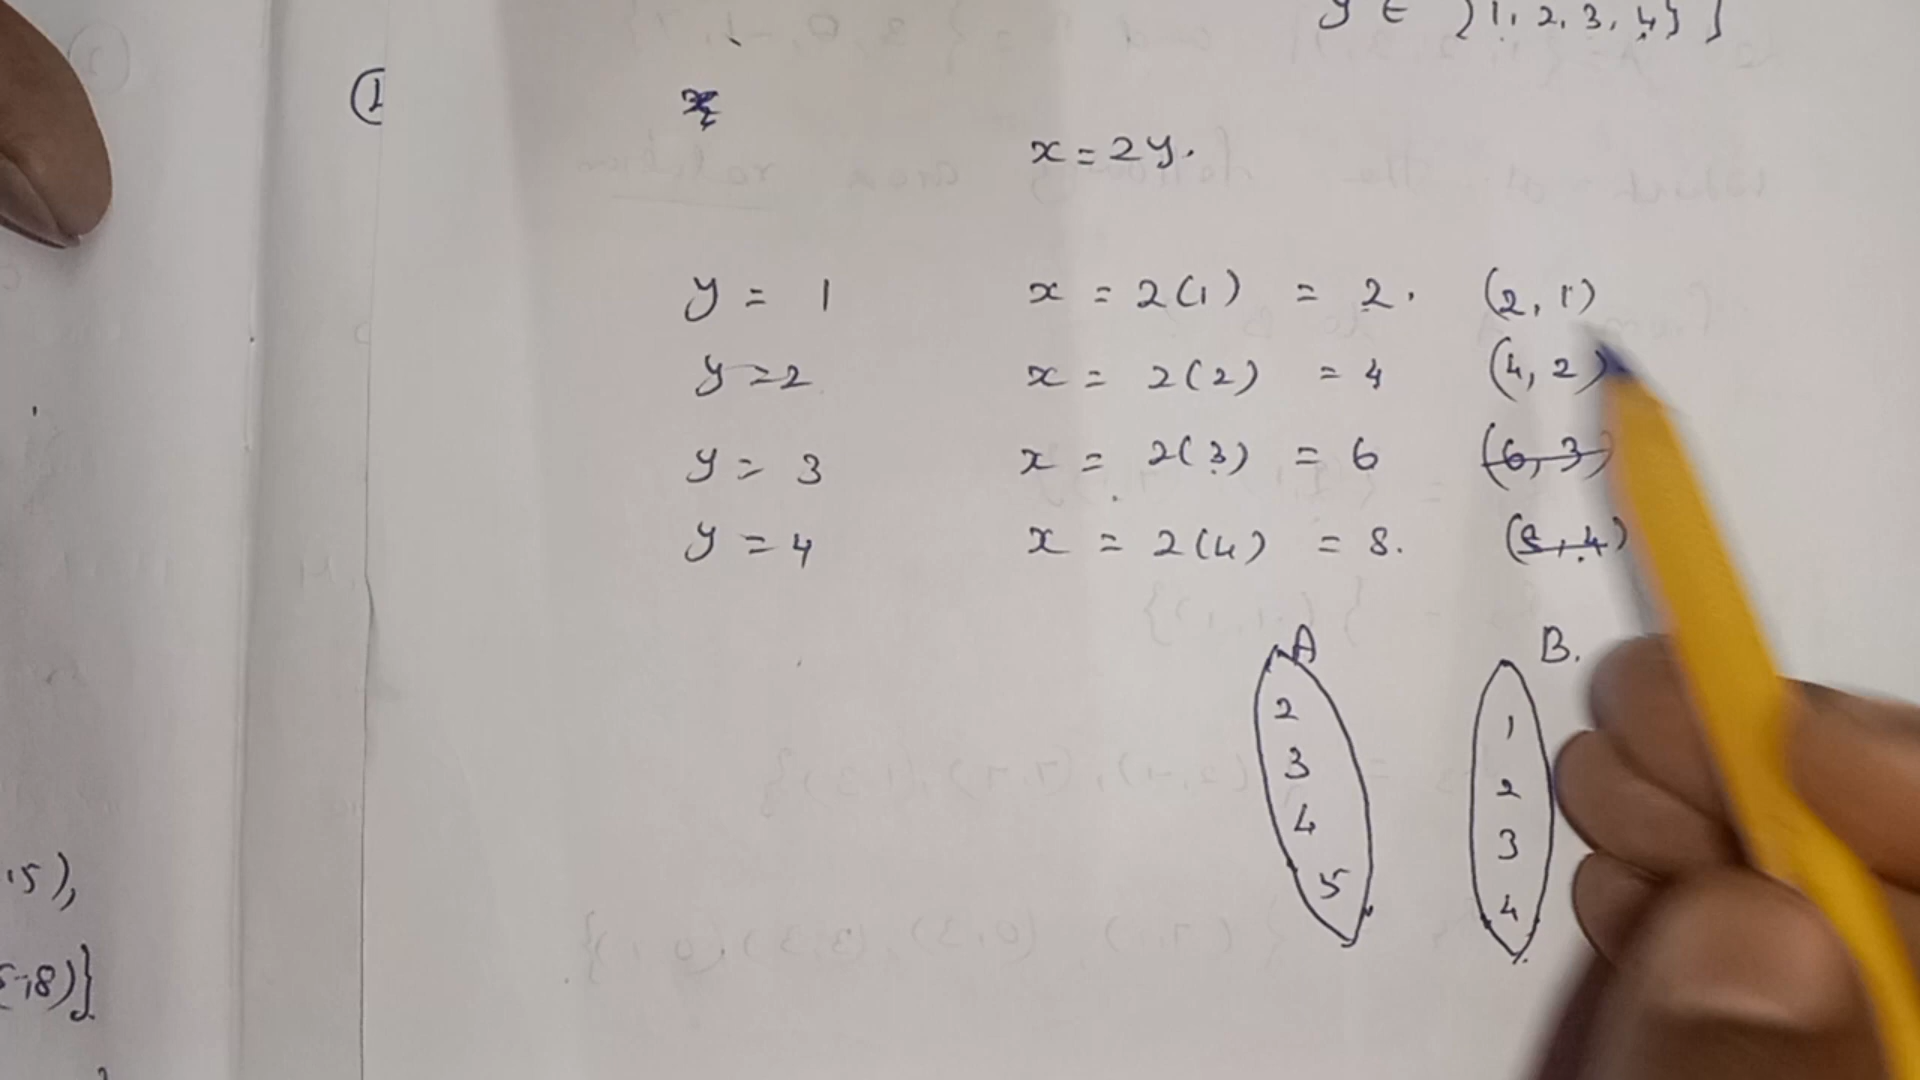 y ∈ {1, 2, 3, 4} }
①
x = 2y.
y = 1 x = 2(1) = 2. (2, 1)
y = 2 x = 2(2) = 4 (4, 2)
y = 3 x = 2(3) = 6 (6, 3)
y = 4 x = 2(4) = 8. (8, 4)
A B.
2 1
3 2
4 3
5 4
,5),
,8)}